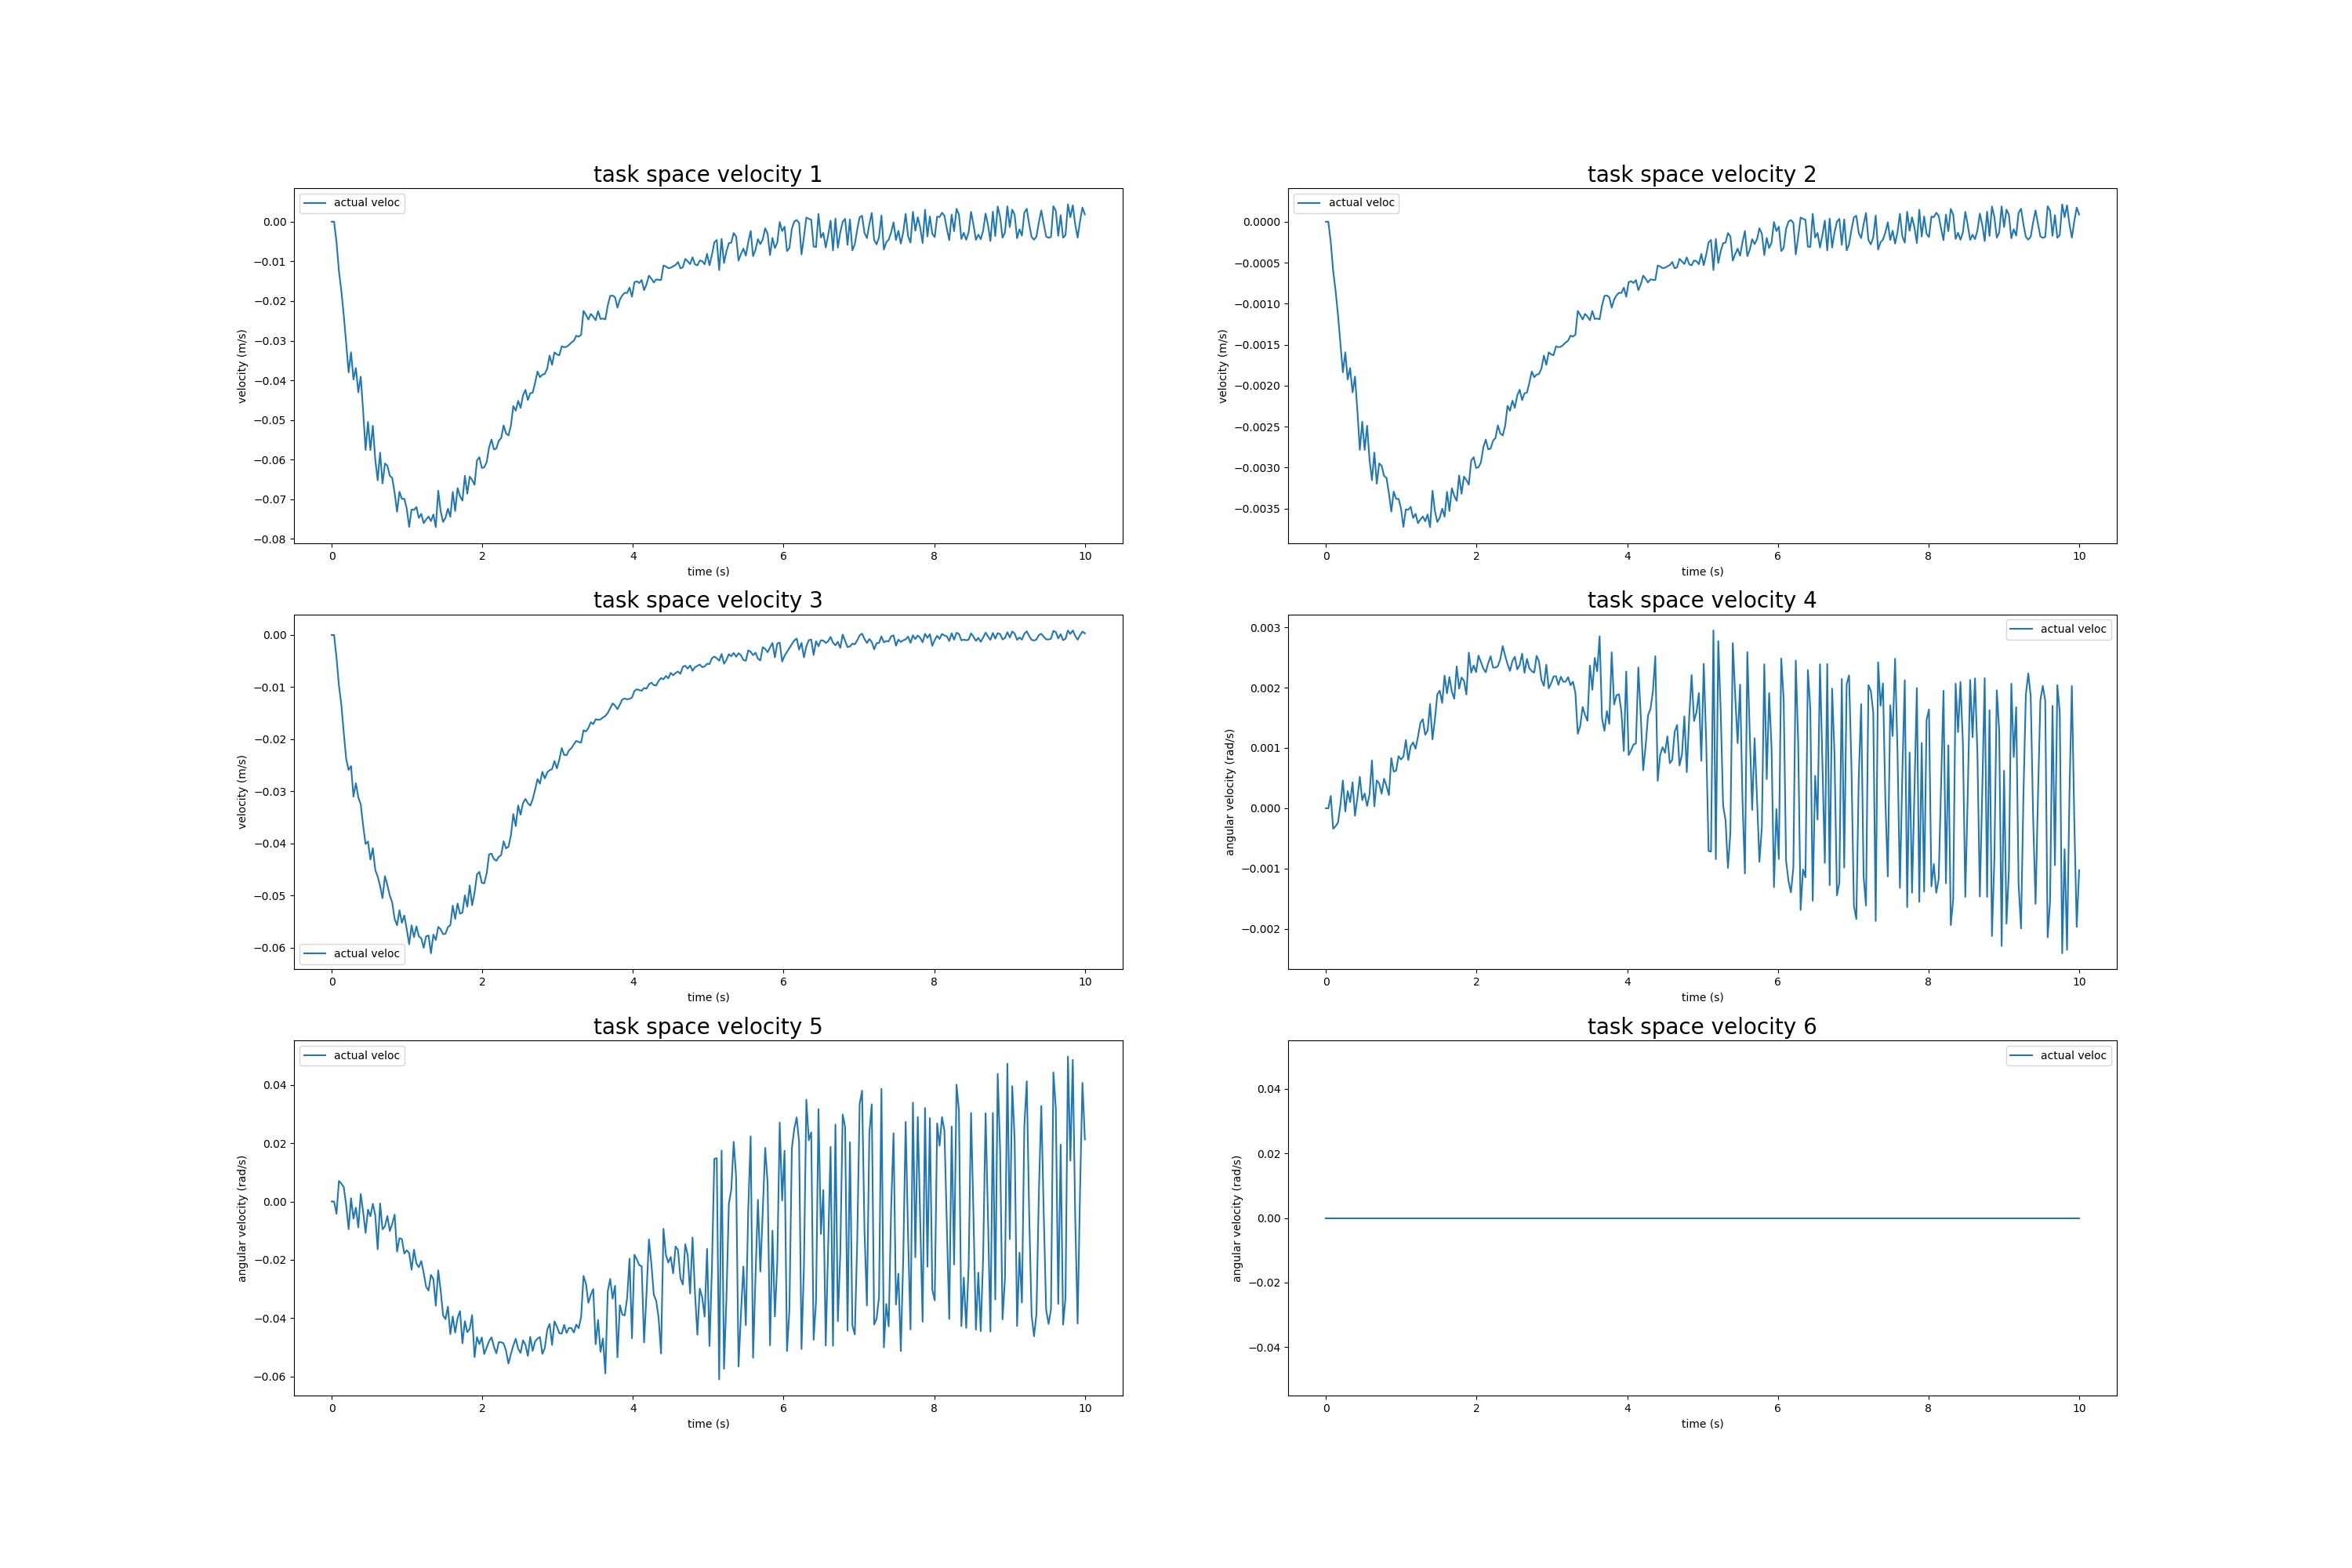 task space velocity 1
actual veloc
0.00
−0.01
−0.02
−0.03
−0.04
−0.05
−0.06
−0.07
−0.08
velocity (m/s)
0 2 4 6 8 10
time (s)
task space velocity 2
actual veloc
0.0000
−0.0005
−0.0010
−0.0015
−0.0020
−0.0025
−0.0030
−0.0035
velocity (m/s)
0 2 4 6 8 10
time (s)
task space velocity 3
0.00
−0.01
−0.02
−0.03
−0.04
−0.05
−0.06
actual veloc
velocity (m/s)
0 2 4 6 8 10
time (s)
task space velocity 4
actual veloc
0.003
0.002
0.001
0.000
−0.001
−0.002
angular velocity (rad/s)
0 2 4 6 8 10
time (s)
task space velocity 5
actual veloc
0.04
0.02
0.00
−0.02
−0.04
−0.06
angular velocity (rad/s)
0 2 4 6 8 10
time (s)
task space velocity 6
actual veloc
0.04
0.02
0.00
−0.02
−0.04
angular velocity (rad/s)
0 2 4 6 8 10
time (s)